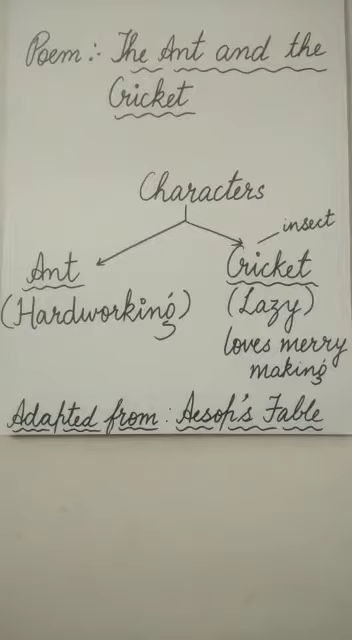 Poem:- The Ant and the
Cricket
Characters
insect
Ant
Cricket
(Hardworking)
(Lazy)
loves merry
making
Adapted from: Aesop's Fable